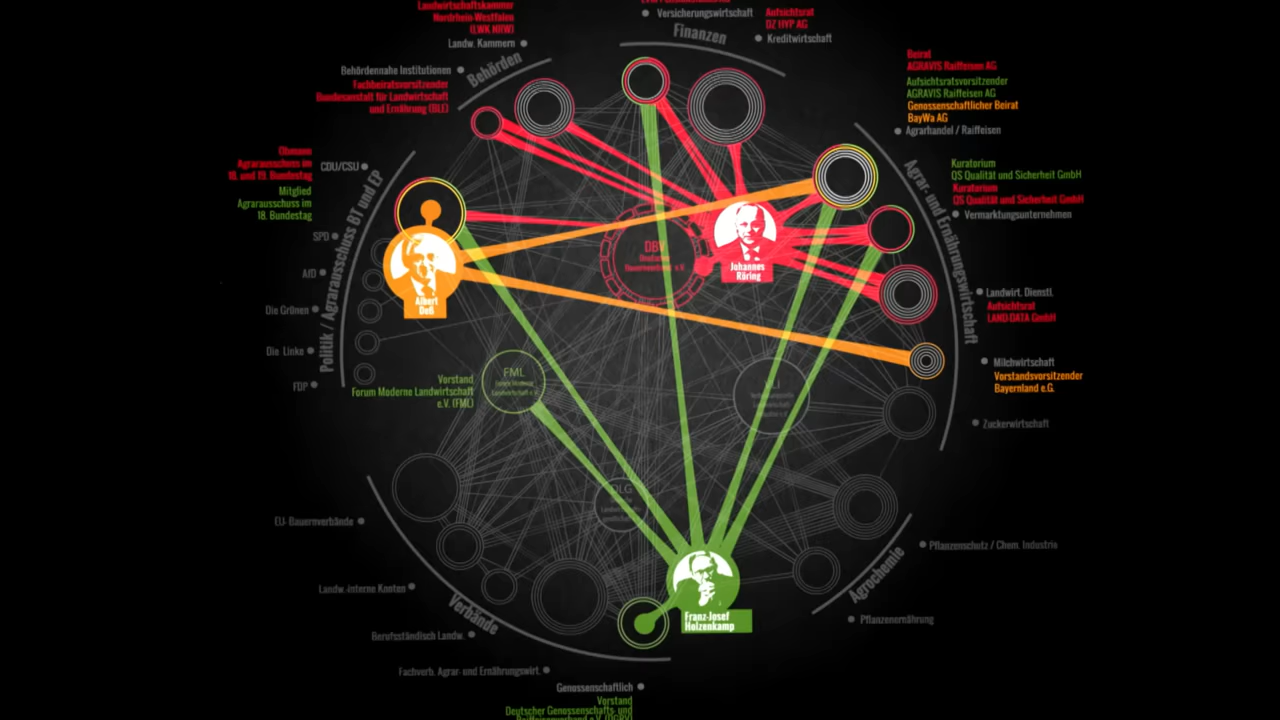 Landwirtschaftskammer
Nordrhein-Westfalen
(LWK NRW)
Landw. Kammern
Versicherungswirtschaft
Aufsichtsrat
DZ HYP AG
Kreditwirtschaft
Finanzen
Behörden
Behördennahe Institutionen
Fachbeiratsvorsitzender
Bundesanstalt für Landwirtschaft
und Ernährung (BLE)
Beirat
AGRAVIS Raiffeisen AG
Aufsichtsratsvorsitzender
AGRAVIS Raiffeisen AG
Genossenschaftlicher Beirat
BayWa AG
Agrarhandel / Raiffeisen
Obmann
Agrarausschuss im
18. und 19. Bundestag
CDU/CSU
Mitglied
Agrarausschuss im
18. Bundestag
SPD
AfD
Die Grünen
Die Linke
FDP
Politik / Agrarausschuss BT und EP
Agrar- und Ernährungswirtschaft
Kuratorium
QS Qualität und Sicherheit GmbH
Kuratorium
QS Qualität und Sicherheit GmbH
Vermarktungsunternehmen
DBV
Deutscher
Bauernverband e.V.
Johannes
Röring
Albert
Deß
Landwirt. Dienstl.
Aufsichtsrat
LAND-DATA GmbH
Milchwirtschaft
Vorstandsvorsitzender
Bayernland e.G.
Zuckerwirtschaft
FML
Vorstand
Forum Moderne Landwirtschaft
e.V. (FML)
DLG
EU-Bauernverbände
Landw.-interne Konten
Verbände
Berufsständisch Landw.
Fachverb. Agrar- und Ernährungswirt.
Genossenschaftlich
Vorstand
Deutscher Genossenschafts- und
Raiffeisenverband e.V. (DGRV)
Franz-Josef
Holzenkamp
Agrochemie
Pflanzenschutz / Chem. Industrie
Pflanzenernährung